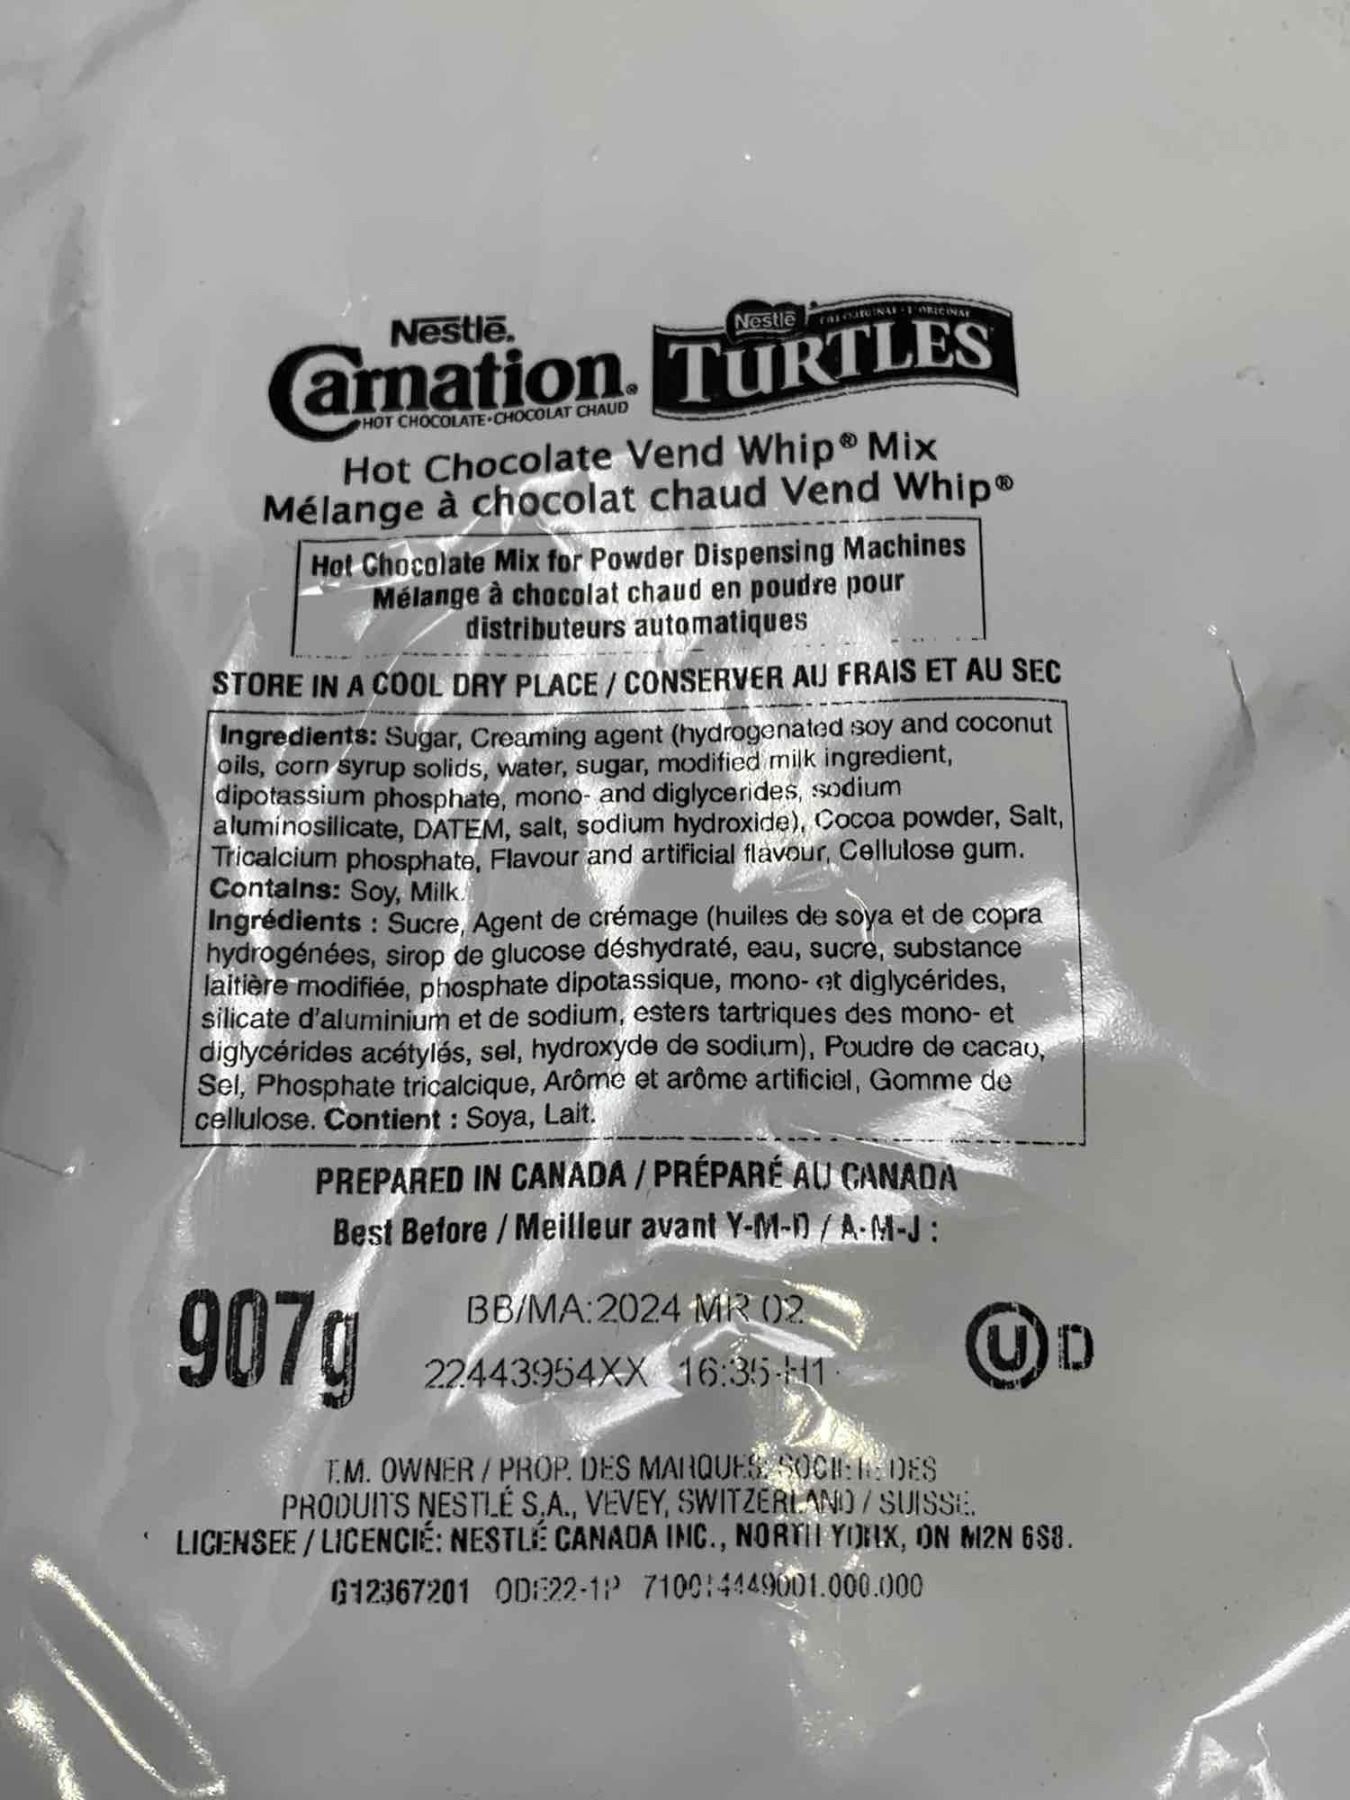 Nestlē.
Carnation®
HOT CHOCOLATE • CHOCOLAT CHAUD
Nestlē
TURTLES
Hot Chocolate Vend Whip® Mix
Mélange à chocolat chaud Vend Whip®
Hot Chocolate Mix for Powder Dispensing Machines
Mélange à chocolat chaud en poudre pour
distributeurs automatiques
STORE IN A COOL DRY PLACE / CONSERVER AU FRAIS ET AU SEC
Ingredients: Sugar, Creaming agent (hydrogenated soy and coconut
oils, corn syrup solids, water, sugar, modified milk ingredient,
dipotassium phosphate, mono- and diglycerides, sodium
aluminosilicate, DATEM, salt, sodium hydroxide), Cocoa powder, Salt,
Tricalcium phosphate, Flavour and artificial flavour, Cellulose gum.
Contains: Soy, Milk.
Ingrédients : Sucre, Agent de crémage (huiles de soya et de copra
hydrogénées, sirop de glucose déshydraté, eau, sucre, substance
laitière modifiée, phosphate dipotassique, mono- et diglycérides,
silicate d'aluminium et de sodium, esters tartriques des mono- et
diglycérides acétylés, sel, hydroxyde de sodium), Poudre de cacao,
Sel, Phosphate tricalcique, Arôme et arôme artificiel, Gomme de
cellulose. Contient : Soya, Lait.
PREPARED IN CANADA / PRÉPARÉ AU CANADA
Best Before / Meilleur avant Y-M-D / A-M-J :
907g
BB/MA:2024 MR 02
22443954XX 16:35 H1
U D
T.M. OWNER / PROP. DES MARQUES: SOCIÉTÉ DES
PRODUITS NESTLÉ S.A., VEVEY, SWITZERLAND / SUISSE.
LICENSEE / LICENCIÉ: NESTLÉ CANADA INC., NORTH YORK, ON M2N 6S8.
G12367201